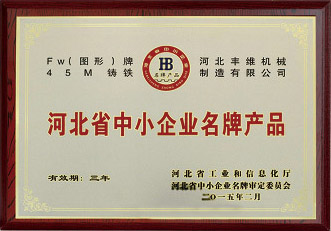 Fw(图形)牌
45M铸铁
HB
名牌产品
河北丰维机械
制造有限公司
河北省中小企业名牌产品
有效期:三年
河北省工业和信息化厅
河北省中小企业名牌审定委员会
二〇一五年二月